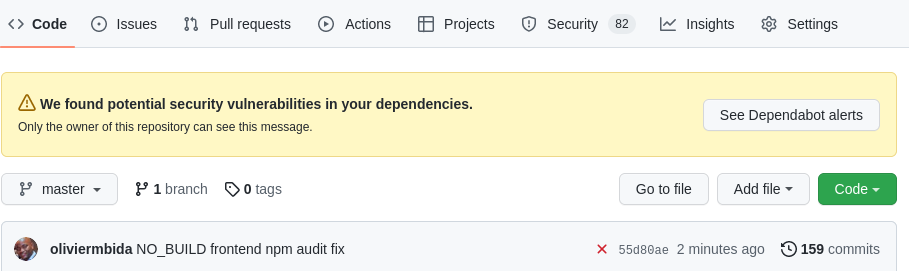 Code Issues Pull requests Actions Projects Security 82 Insights Settings
We found potential security vulnerabilities in your dependencies.
Only the owner of this repository can see this message.
See Dependabot alerts
master 1 branch 0 tags Go to file Add file Code
oliviermbida NO_BUILD frontend npm audit fix 55d80ae 2 minutes ago 159 commits